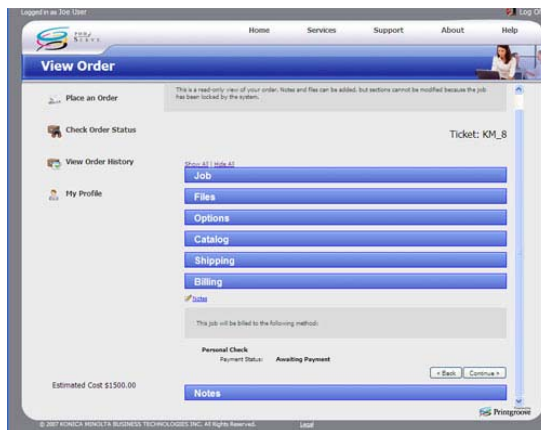 Logged in as Joe User
Log Off
Home Services Support About Help
View Order
Place an Order
Check Order Status
View Order History
My Profile
Estimated Cost $1500.00
This is a read-only view of your order. Notes and files can be added, but sections cannot be modified because the job
has been locked by the system.
Ticket: KM_8
Show All | Hide All
Job
Files
Options
Catalog
Shipping
Billing
Notes
This job will be billed to the following method:
Personal Check
Payment Status: Awaiting Payment
< Back Continue >
Notes
Printgroove
© 2007 KONICA MINOLTA BUSINESS TECHNOLOGIES INC. All Rights Reserved. Legal